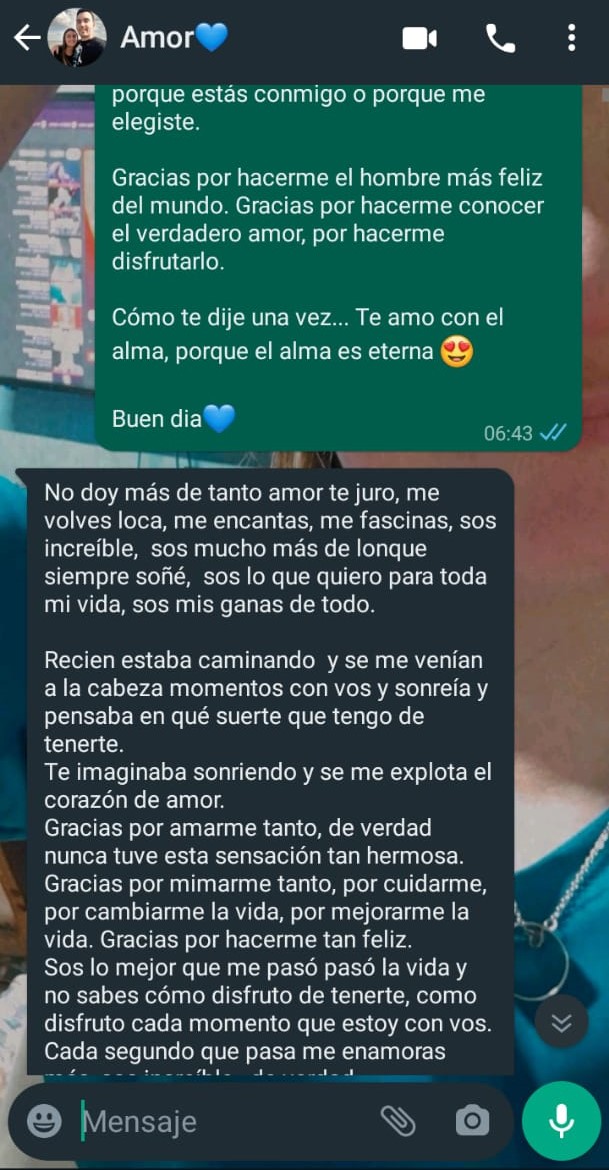 Amor💙
porque estás conmigo o porque me
elegiste.
Gracias por hacerme el hombre más feliz
del mundo. Gracias por hacerme conocer
el verdadero amor, por hacerme
disfrutarlo.
Cómo te dije una vez... Te amo con el
alma, porque el alma es eterna 😍
Buen dia💙
06:43
No doy más de tanto amor te juro, me
volves loca, me encantas, me fascinas, sos
increíble, sos mucho más de lonque
siempre soñé, sos lo que quiero para toda
mi vida, sos mis ganas de todo.
Recien estaba caminando y se me venían
a la cabeza momentos con vos y sonreía y
pensaba en qué suerte que tengo de
tenerte.
Te imaginaba sonriendo y se me explota el
corazón de amor.
Gracias por amarme tanto, de verdad
nunca tuve esta sensación tan hermosa.
Gracias por mimarme tanto, por cuidarme,
por cambiarme la vida, por mejorarme la
vida. Gracias por hacerme tan feliz.
Sos lo mejor que me pasó pasó la vida y
no sabes cómo disfruto de tenerte, como
disfruto cada momento que estoy con vos.
Cada segundo que pasa me enamoras
Mensaje